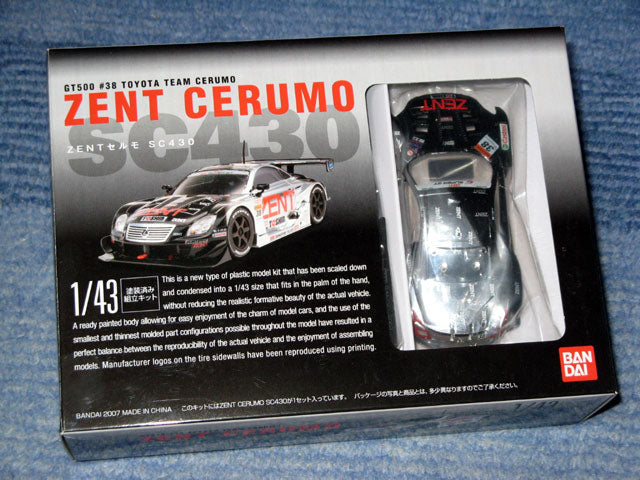 GT500 #38 TOYOTA TEAM CERUMO
ZENT CERUMO
SC430
ZENTセルモ SC430
ZENT
38
ZENT
1/43
塗装済み
組立キット
This is a new type of plastic model kit that has been scaled down
and condensed into a 1/43 size that fits in the palm of the hand,
without reducing the realistic formative beauty of the actual vehicle.
A ready painted body allowing for easy enjoyment of the charm of model cars, and the use of the
smallest and thinnest molded part configurations possible throughout the model have resulted in a
perfect balance between the reproducibility of the actual vehicle and the enjoyment of assembling
models. Manufacturer logos on the tire sidewalls have been reproduced using printing.
BAN
DAI
BANDAI 2007 MADE IN CHINA
このキットにはZENT CERUMO SC430が1セット入っています。 パッケージの写真と商品とは、多少異なりますのでご了承ください。
ZENT CERUMO